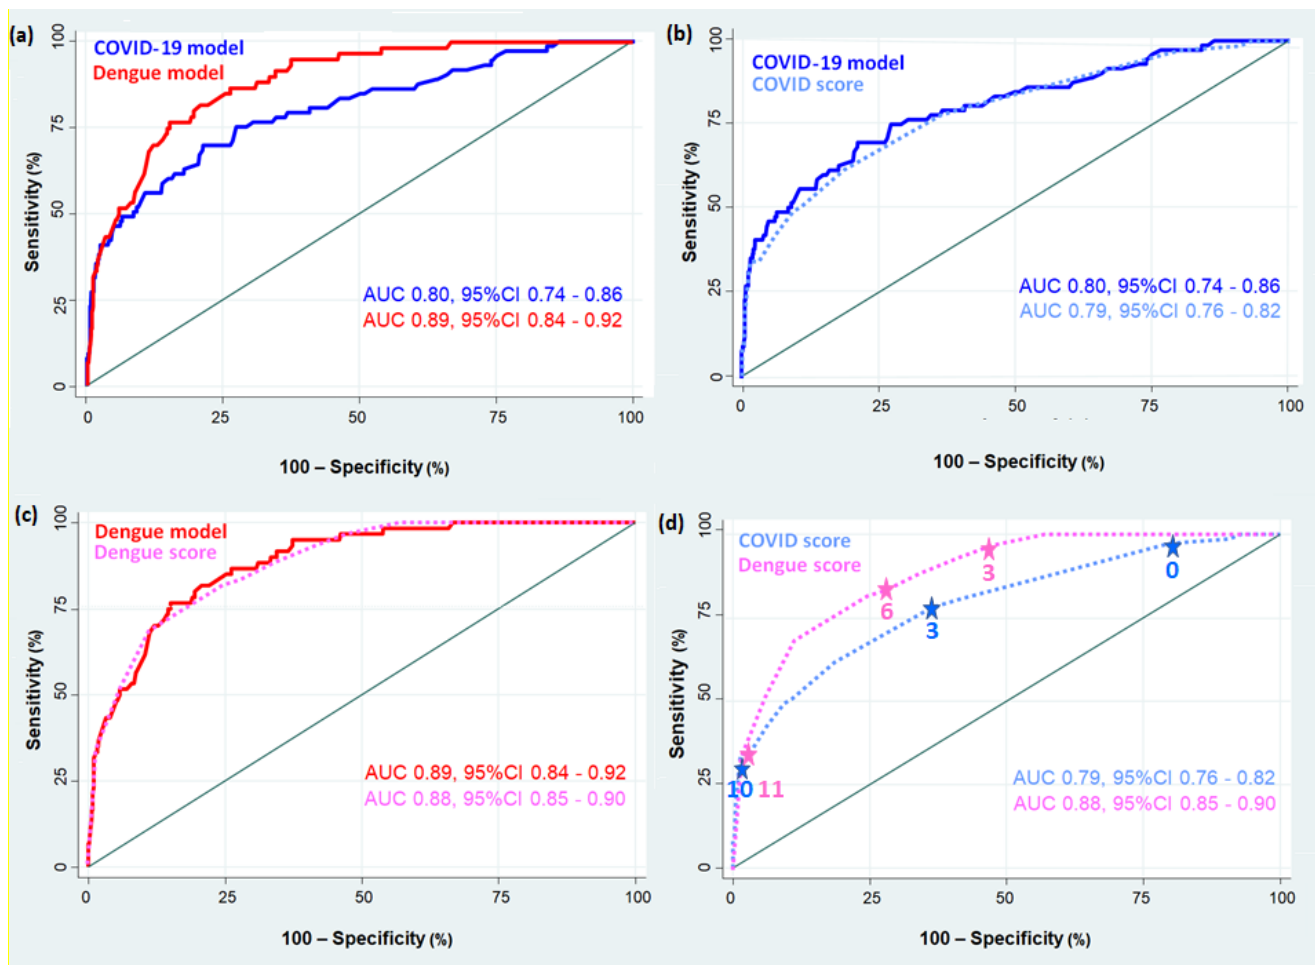 (a)
COVID-19 model
Dengue model
100
75
50
25
0
Sensitivity (%)
AUC 0.80, 95%CI 0.74 - 0.86
AUC 0.89, 95%CI 0.84 - 0.92
0 25 50 75 100
100 – Specificity (%)
(b)
COVID-19 model
COVID score
100
75
50
25
0
Sensitivity (%)
AUC 0.80, 95%CI 0.74 - 0.86
AUC 0.79, 95%CI 0.76 - 0.82
0 25 50 75 100
100 – Specificity (%)
(c)
Dengue model
Dengue score
100
75
50
25
0
Sensitivity (%)
AUC 0.89, 95%CI 0.84 - 0.92
AUC 0.88, 95%CI 0.85 - 0.90
0 25 50 75 100
100 – Specificity (%)
(d)
COVID score
Dengue score
100
75
50
25
0
Sensitivity (%)
3
0
6
3
10 11
AUC 0.79, 95%CI 0.76 - 0.82
AUC 0.88, 95%CI 0.85 - 0.90
0 25 50 75 100
100 – Specificity (%)